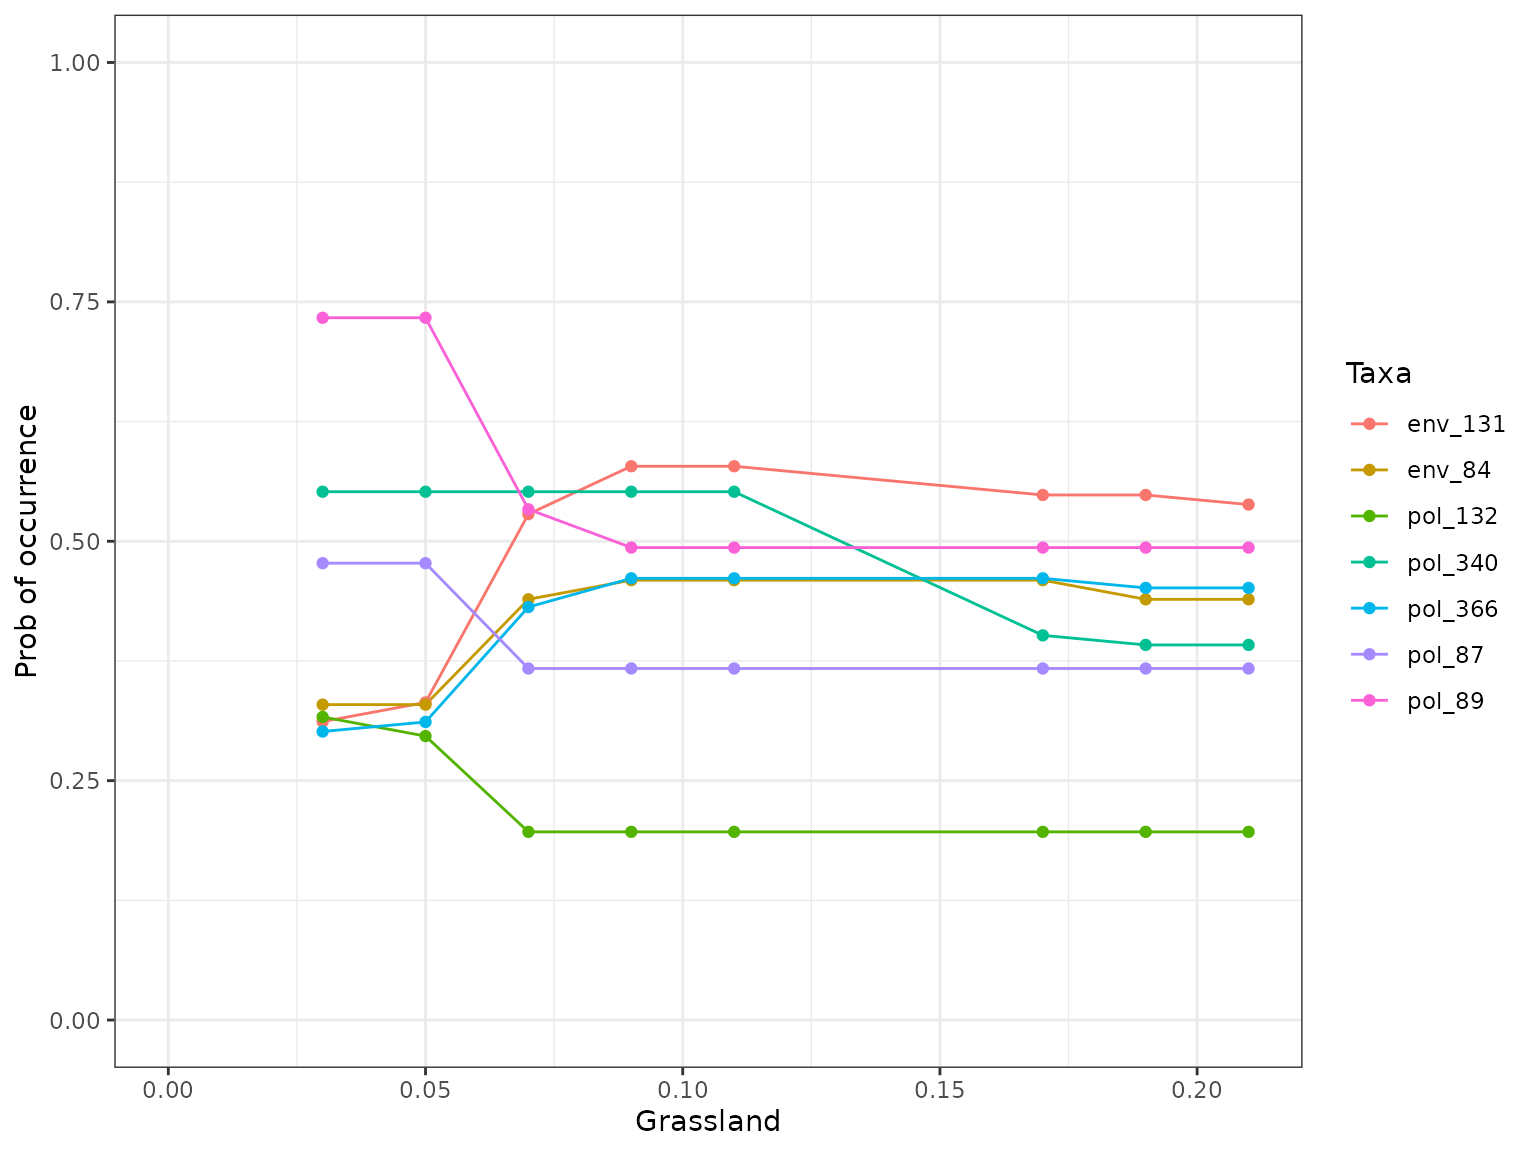 1.00
0.75
0.50
0.25
0.00
Prob of occurrence
0.00 0.05 0.10 0.15 0.20
Grassland
Taxa
env_131
env_84
pol_132
pol_340
pol_366
pol_87
pol_89